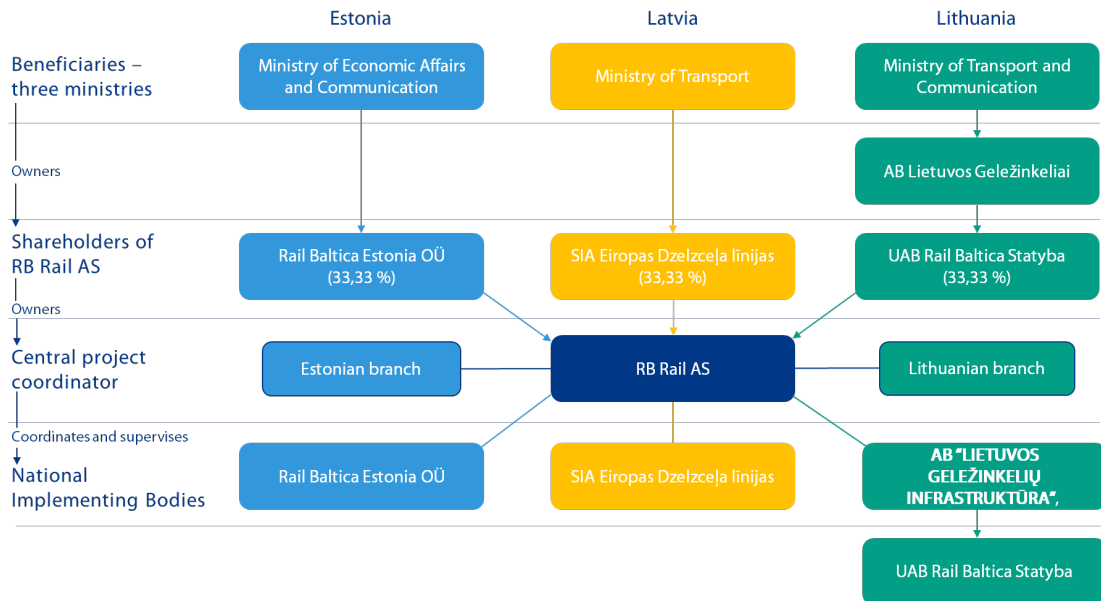 Estonia
Latvia
Lithuania
Beneficiaries –
three ministries
Ministry of Economic Affairs
and Communication
Ministry of Transport
Ministry of Transport and
Communication
Owners
AB Lietuvos Geležinkeliai
Shareholders of
RB Rail AS
Rail Baltica Estonia OÜ
(33,33 %)
SIA Eiropas Dzelzceļa līnijas
(33,33 %)
UAB Rail Baltica Statyba
(33,33 %)
Owners
Central project
coordinator
Estonian branch
RB Rail AS
Lithuanian branch
Coordinates and supervises
National
Implementing Bodies
Rail Baltica Estonia OÜ
SIA Eiropas Dzelzceļa līnijas
AB "LIETUVOS
GELEŽINKELIŲ
INFRASTRUKTŪRA",
UAB Rail Baltica Statyba